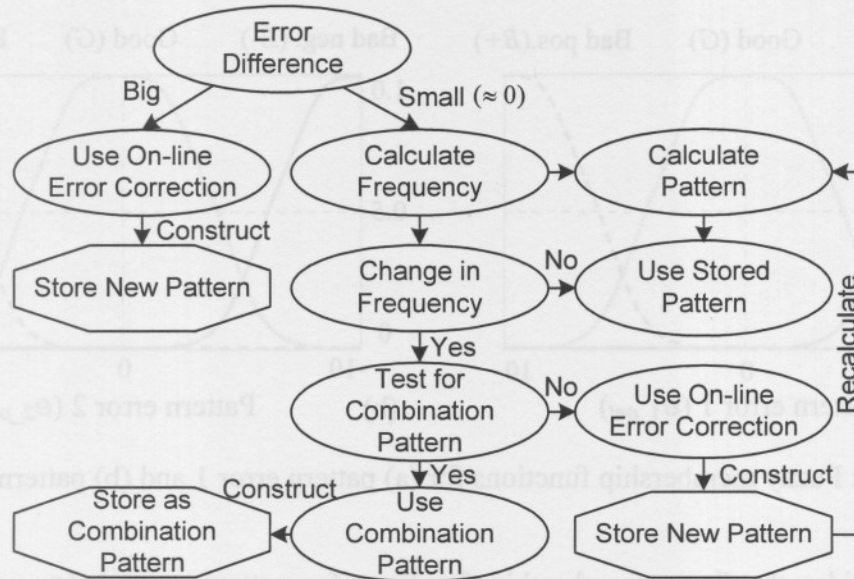 Error
Difference
Big
Small (≈ 0)
Use On-line
Error Correction
Calculate
Frequency
Calculate
Pattern
Construct
Store New Pattern
Change in
Frequency
No
Use Stored
Pattern
Yes
Recalculate
Test for
Combination
Pattern
No
Use On-line
Error Correction
Yes
Construct
Construct
Store as
Combination
Pattern
Use
Combination
Pattern
Store New Pattern